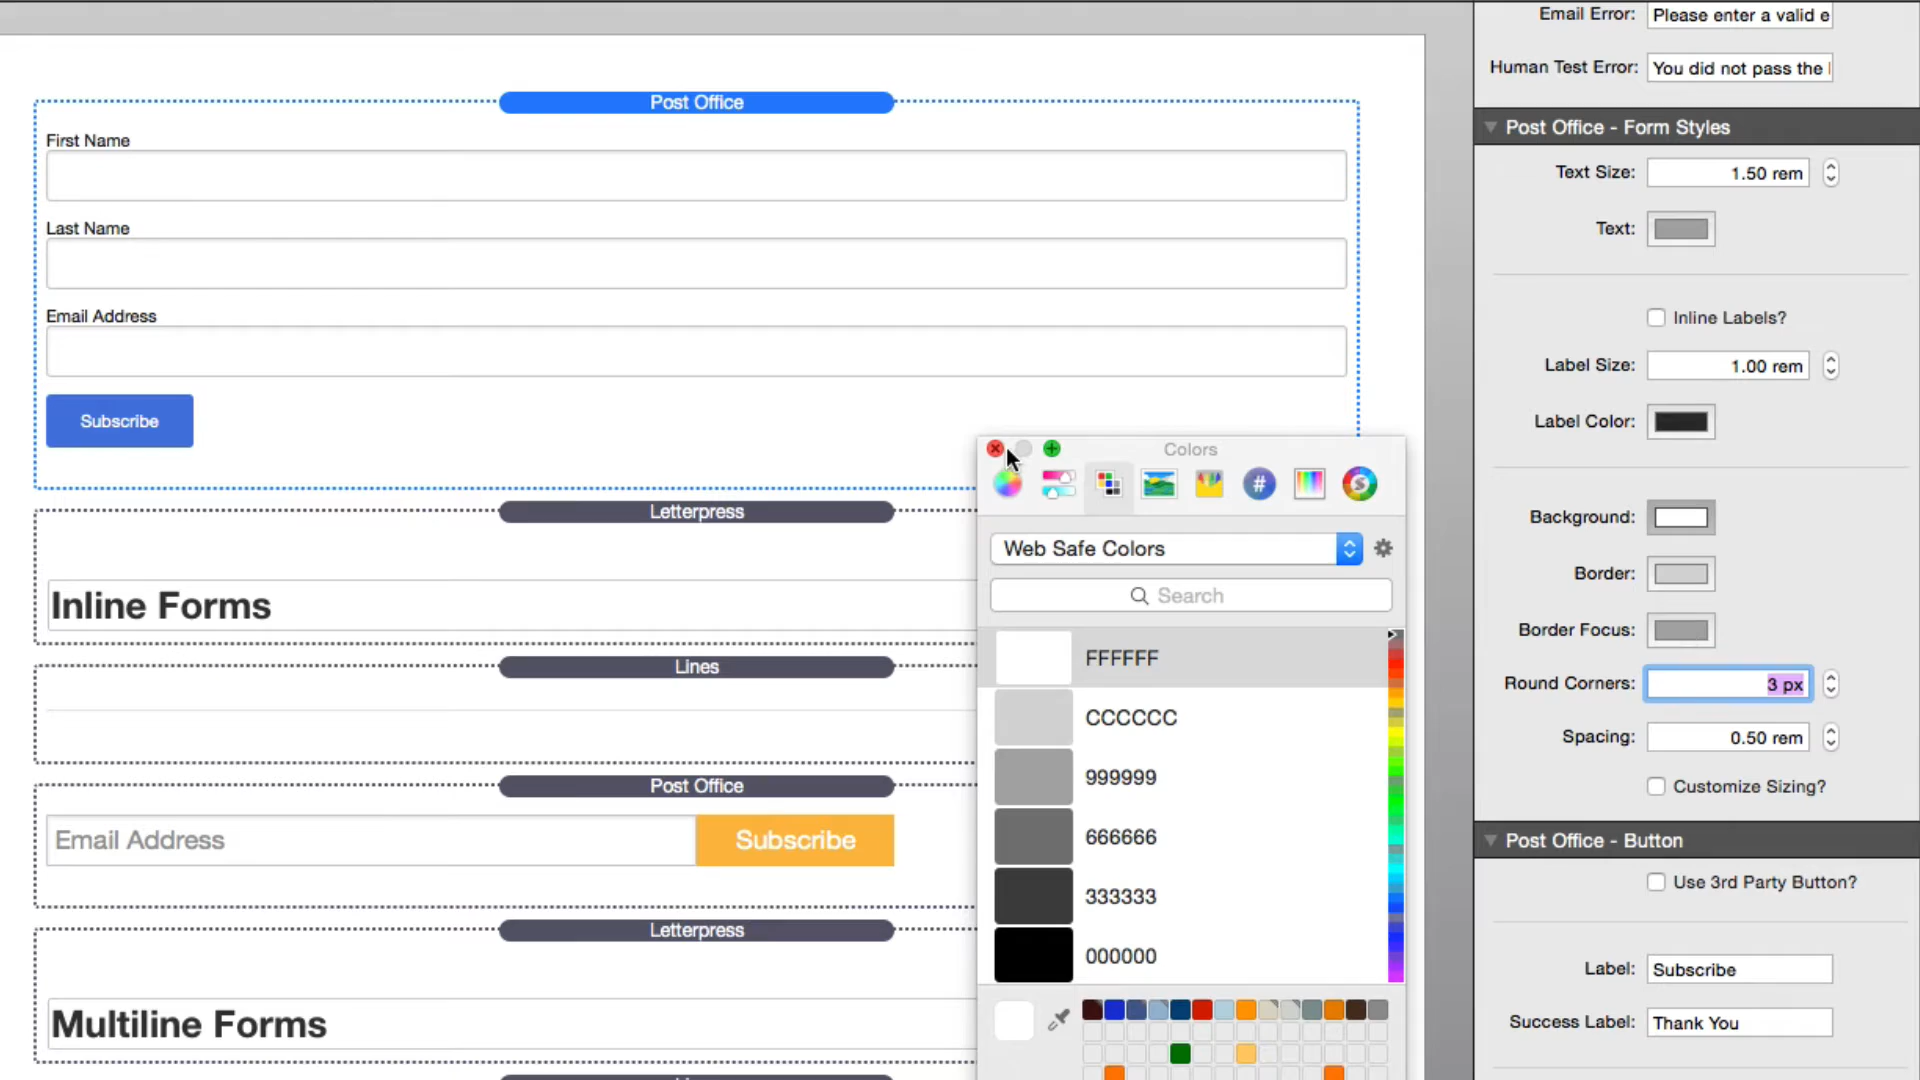 Post Office
First Name
Last Name
Email Address
Subscribe
Letterpress
Inline Forms
Lines
Post Office
Email Address
Subscribe
Letterpress
Multiline Forms
Colors
#
S
Web Safe Colors
Search
FFFFFF
CCCCCC
999999
666666
333333
000000
Email Error: Please enter a valid e
Human Test Error: You did not pass the
Post Office - Form Styles
Text Size: 1.50 rem
Text:
Inline Labels?
Label Size: 1.00 rem
Label Color:
Background:
Border:
Border Focus:
Round Corners: 3 px
Spacing: 0.50 rem
Customize Sizing?
Post Office - Button
Use 3rd Party Button?
Label: Subscribe
Success Label: Thank You